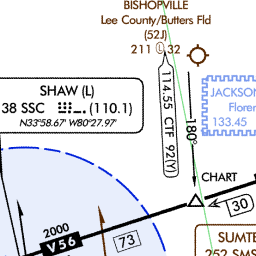 BISHOPVILLE
Lee County/Butters Fld
(52J)
211 L 32
JACKSON
Floren
133.45
SHAW (L)
38 SSC (110.1)
N33°58.67' W80°27.97'
114.55 CTF 92(Y)
180°
CHART
30
2000
V56
73
SUMTE
252 SMS